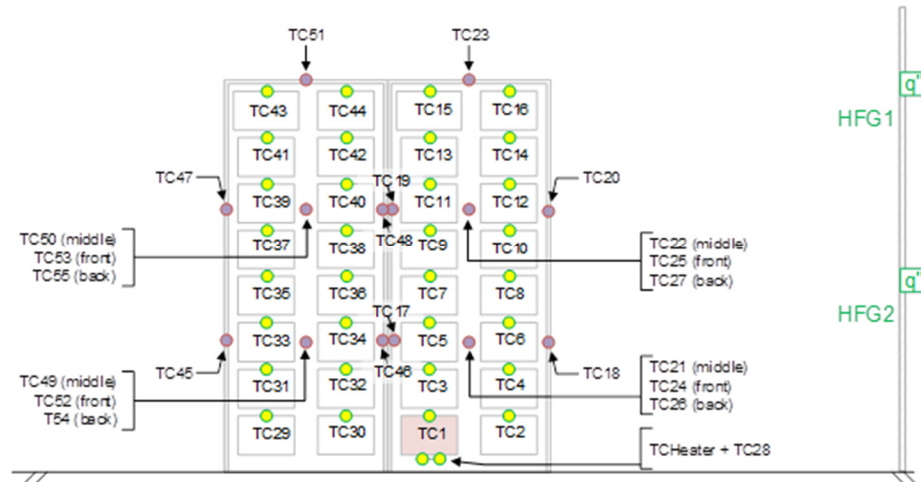 TC51
TC23
TC43
TC44
TC15
TC16
q"
HFG1
TC41
TC42
TC13
TC14
TC47
TC19
TC20
TC39
TC40
TC11
TC12
TC50 (middle)
TC53 (front)
TC55 (back)
TC37
TC38
TC48
TC9
TC10
TC22 (middle)
TC25 (front)
TC27 (back)
q"
HFG2
TC35
TC36
TC7
TC8
TC17
TC33
TC34
TC5
TC6
TC45
TC46
TC18
TC49 (middle)
TC52 (front)
T54 (back)
TC31
TC32
TC3
TC4
TC21 (middle)
TC24 (front)
TC26 (back)
TC29
TC30
TC1
TC2
TCHeater + TC28